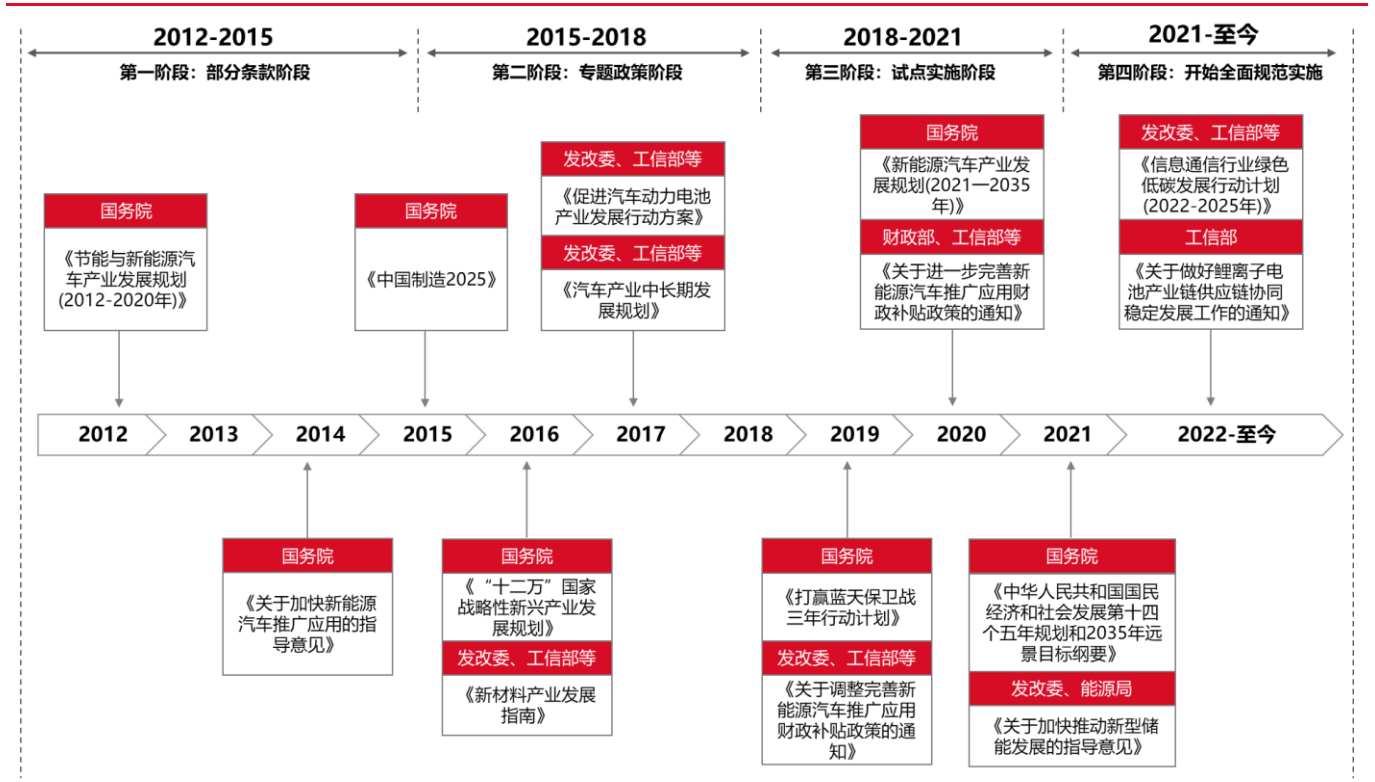 2012-2015
第一阶段：部分条款阶段
2015-2018
第二阶段：专题政策阶段
2018-2021
第三阶段：试点实施阶段
2021-至今
第四阶段：开始全面规范实施
国务院
《节能与新能源汽
车产业发展规划
(2012-2020年)》
国务院
《中国制造2025》
发改委、工信部等
《促进汽车动力电池
产业发展行动方案》
发改委、工信部等
《汽车产业中长期发
展规划》
国务院
《新能源汽车产业发
展规划(2021一2035
年)》
财政部、工信部等
《关于进一步完善新
能源汽车推广应用财
政补贴政策的通知》
发改委、工信部等
《信息通信行业绿色
低碳发展行动计划
(2022-2025年)》
工信部
《关于做好鲤离子电
池产业链供应链协同
稳定发展工作的通知》
2012
2013
2014
2015
2016
2017
2018
2019
2020
2021
2022-至今
国务院
《关于加快新能源
汽车推广应用的指
导意见》
国务院
《 “十二万”国家
战略性新兴产业发
展规划》
发改委、工信部等
《新材料产业发展
指南》
国务院
《打赢蓝天保卫战
三年行动计划》
发改委、工信部等
《关于调整完善新
能源汽车推广应用
财政补贴政策的通
知》
国务院
《中华人民共和国国民
经济和社会发展第十四
个五年规划和2035年远
景目标纲要》
发改委、能源局
《关于加快推动新型储
能发展的指导意见》